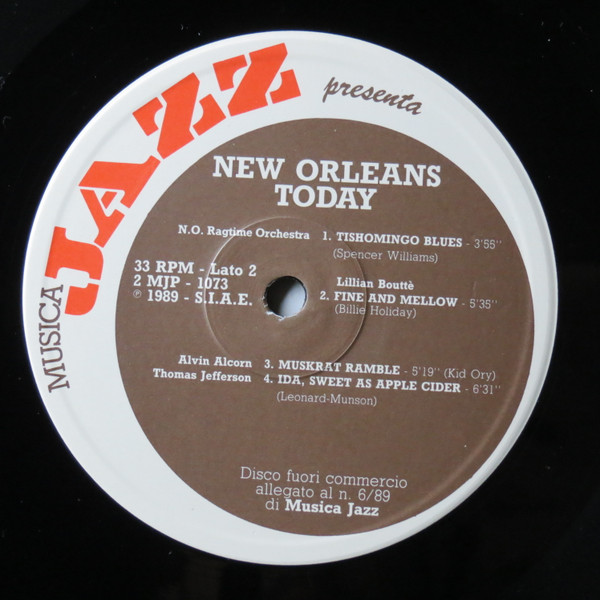 MUSICA JAZZ presenta
NEW ORLEANS
TODAY
N.O. Ragtime Orchestra 1. TISHOMINGO BLUES - 3'55''
(Spencer Williams)
33 RPM - Lato 2
2 MJP - 1073
℗ 1989 - S.I.A.E.
Lillian Bouttè
2. FINE AND MELLOW - 5'35''
(Billie Holiday)
Alvin Alcorn 3. MUSKRAT RAMBLE - 5'19'' (Kid Ory)
Thomas Jefferson 4. IDA, SWEET AS APPLE CIDER - 6'31''
(Leonard-Munson)
Disco fuori commercio
allegato al n. 6/89
di Musica Jazz